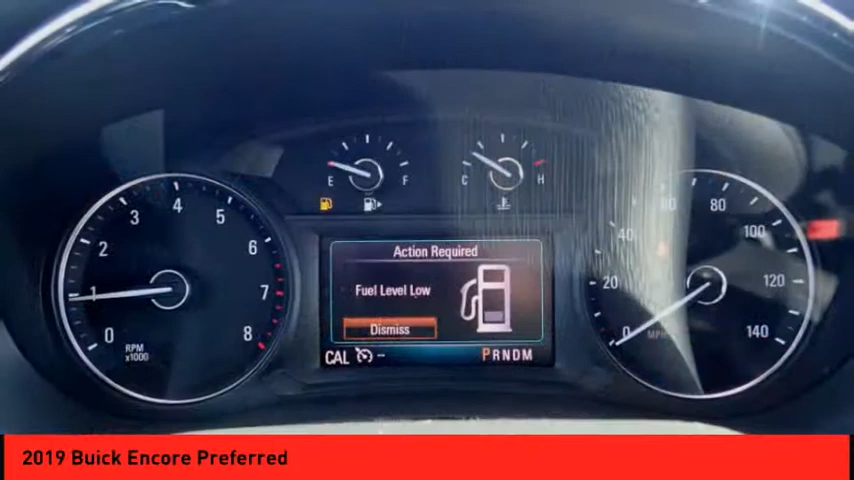 E F
C H
0 1 2 3 4 5 6 7 8
RPM
x1000
0 20 40 60 80 100 120 140
MPH
Action Required
Fuel Level Low
Dismiss
CAL -- PRNDM
2019 Buick Encore Preferred